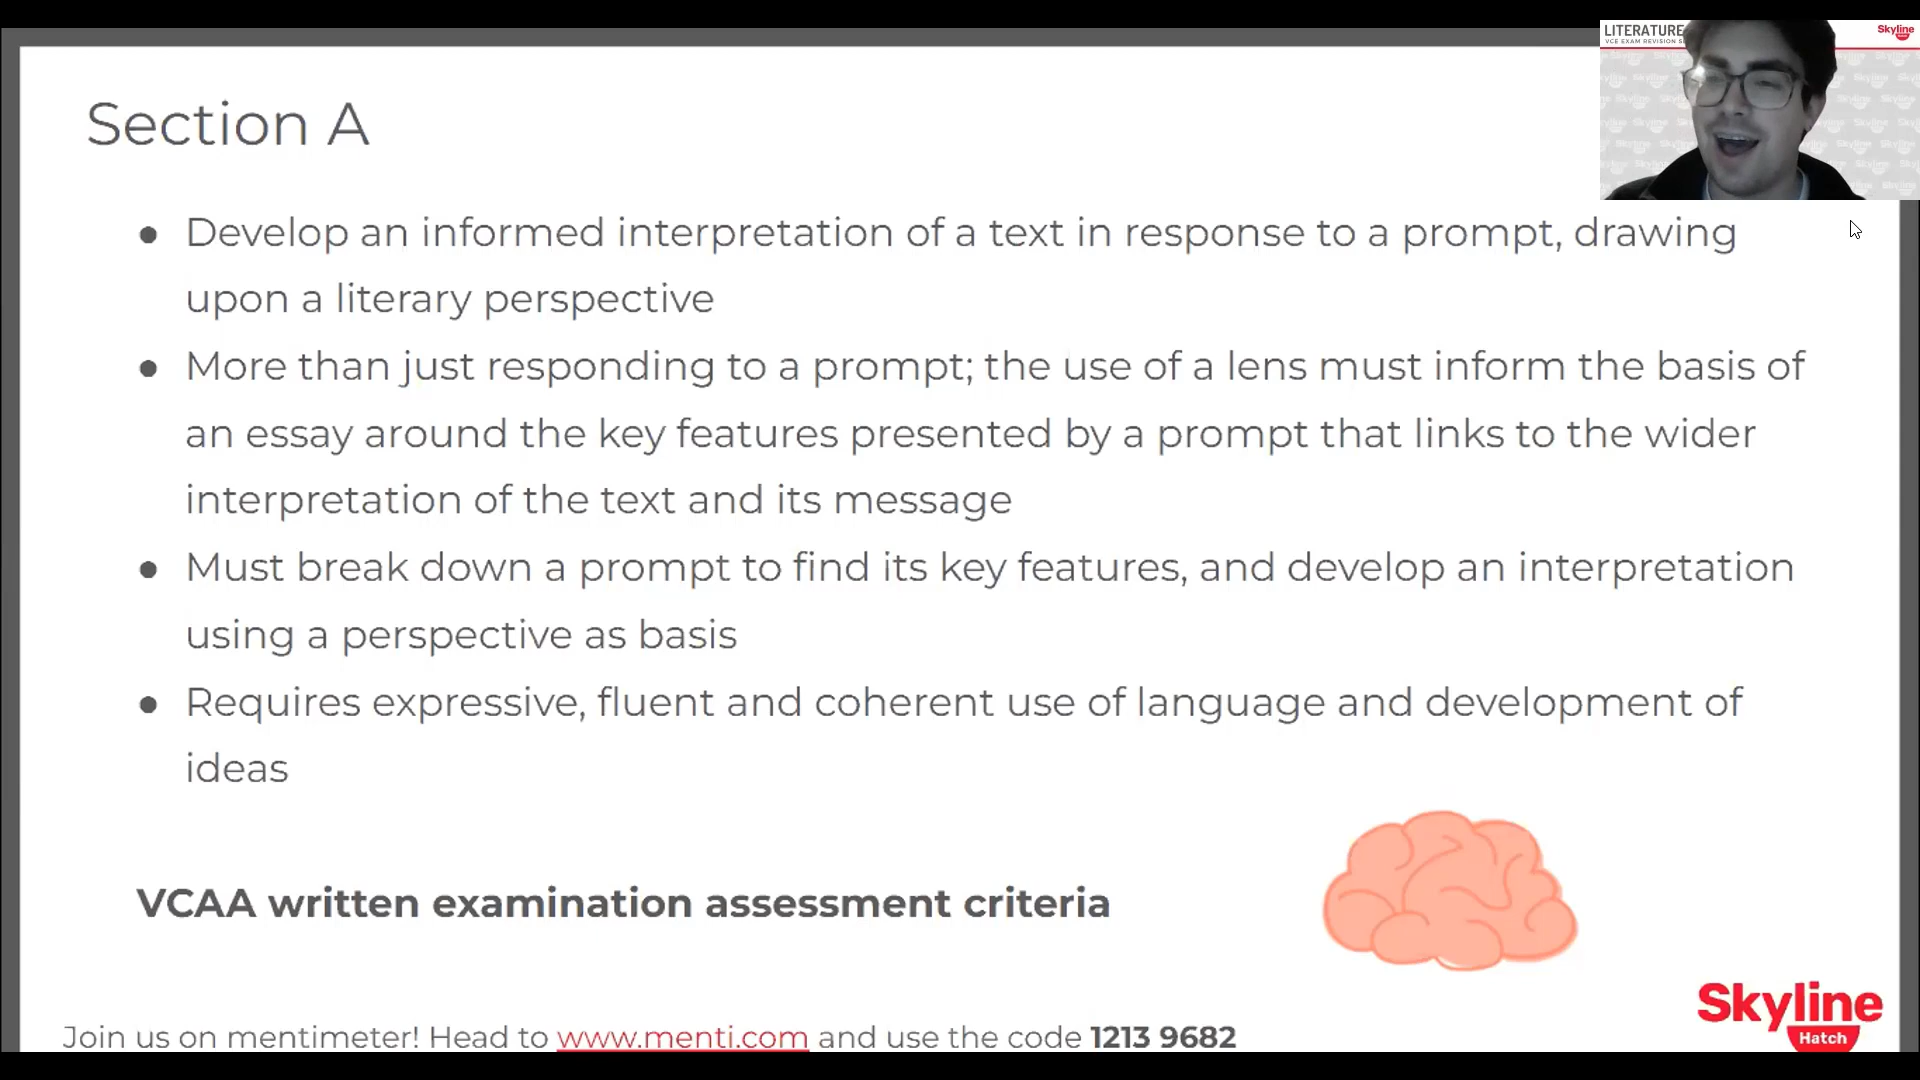 LITERATURE
VCE EXAM REVISION
Skyline
Section A
● Develop an informed interpretation of a text in response to a prompt, drawing
upon a literary perspective
● More than just responding to a prompt; the use of a lens must inform the basis of
an essay around the key features presented by a prompt that links to the wider
interpretation of the text and its message
● Must break down a prompt to find its key features, and develop an interpretation
using a perspective as basis
● Requires expressive, fluent and coherent use of language and development of
ideas
VCAA written examination assessment criteria
Skyline
Hatch
Join us on mentimeter! Head to www.menti.com and use the code 1213 9682